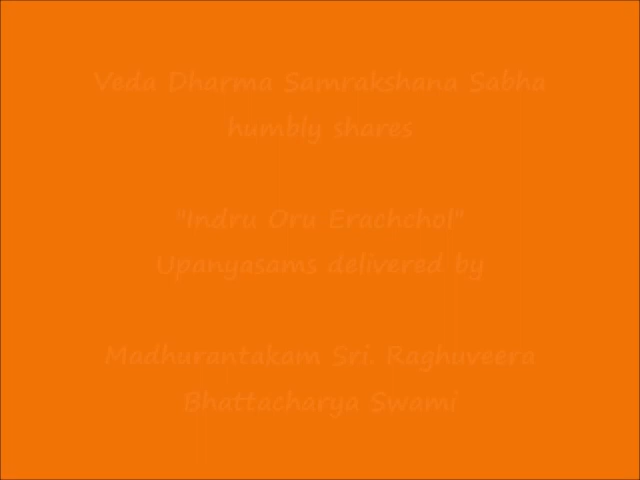 Veda Dharma Samrakshana Sabha
humbly shares
"Indru Oru Erachchol"
Upanyasams delivered by
Madhurantakam Sri. Raghuveera
Bhattacharya Swami